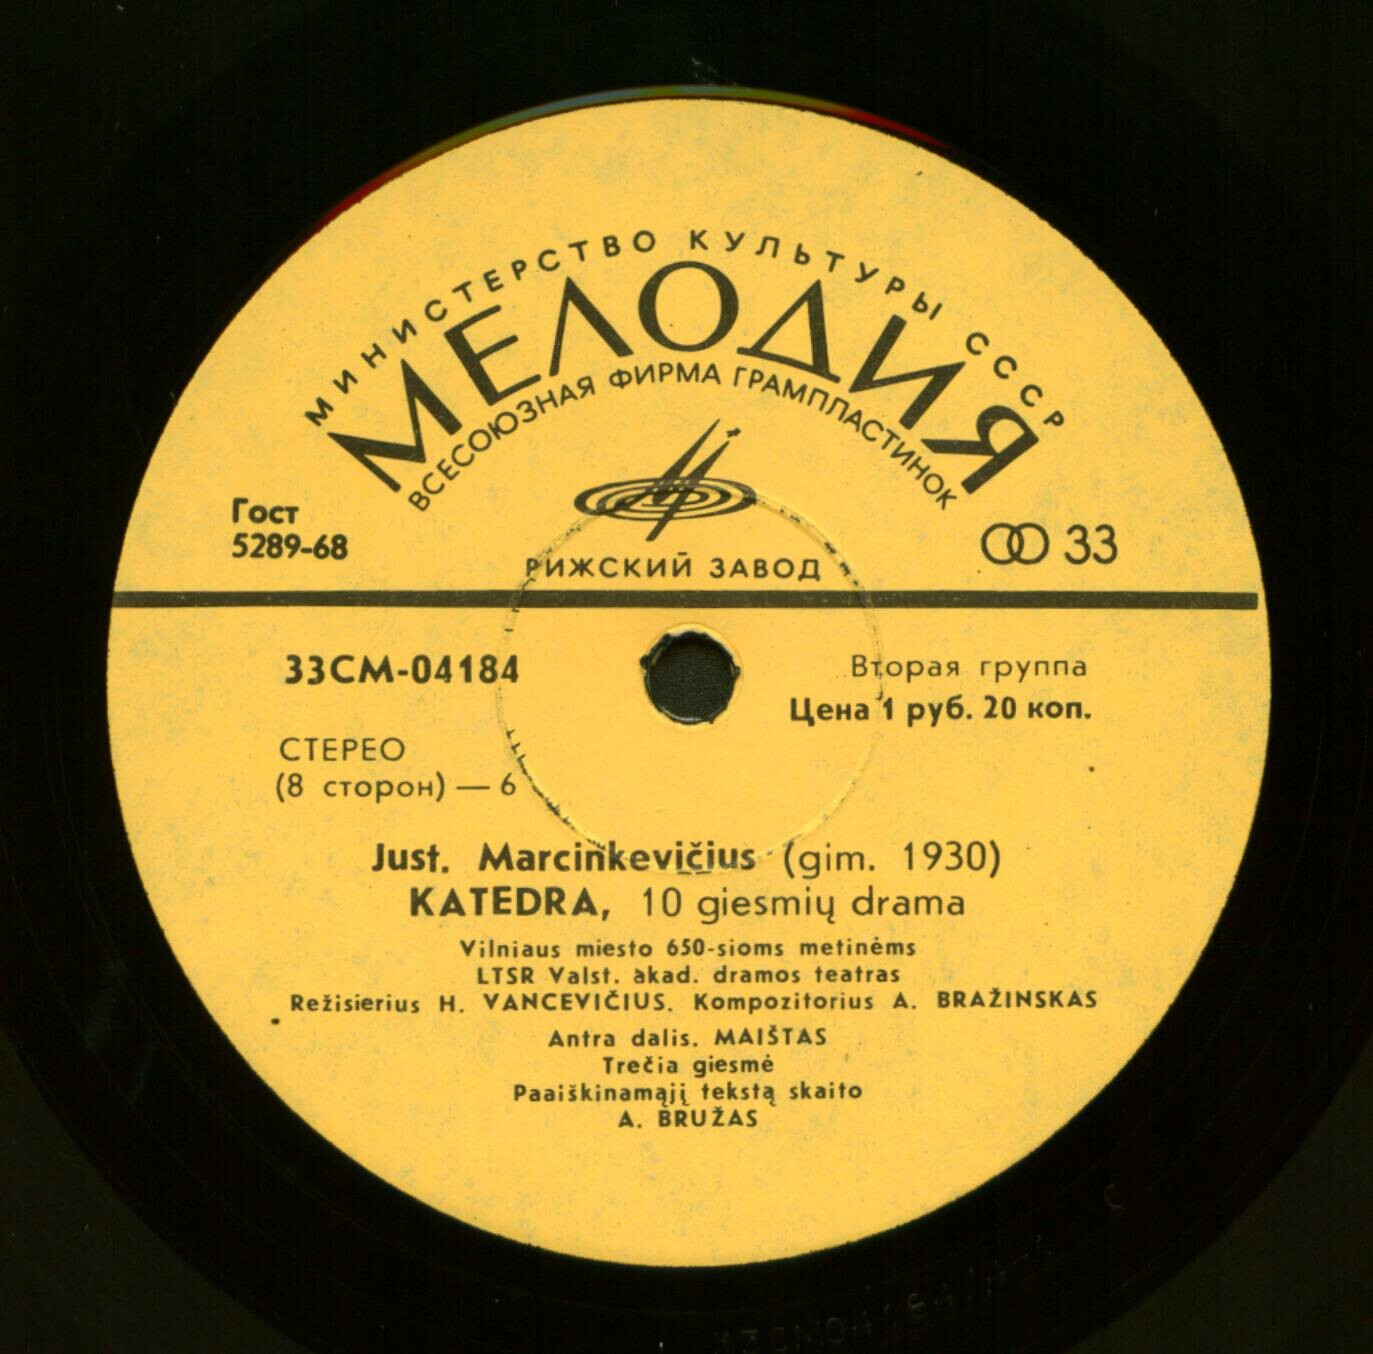 МИНИСТЕРСТВО КУЛЬТУРЫ СССР
МЕЛОДИЯ
ВСЕСОЮЗНАЯ ФИРМА ГРАМПЛАСТИНОК
Гост
5289-68
33
РИЖСКИЙ ЗАВОД
33СМ-04184
Вторая группа
Цена 1 руб. 20 коп.
СТЕРЕО
(8 сторон) — 6
Just. Marcinkevičius (gim. 1930)
KATEDRA, 10 giesmių drama
Vilniaus miesto 650-sioms metinėms
LTSR Valst. akad. dramos teatras
Režisierius H. VANCEVIČIUS. Kompozitorius A. BRAŽINSKAS
Antra dalis. MAIŠTAS
Trečia giesmė
Paaiškinamąjį tekstą skaito
A. BRUŽAS